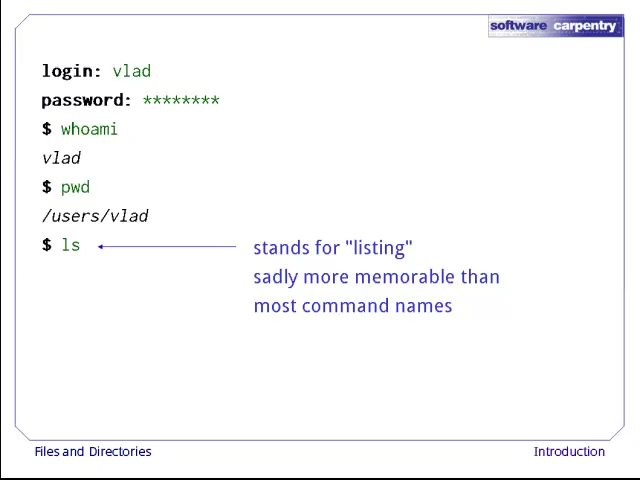 software carpentry
login: vlad
password: ********
$ whoami
vlad
$ pwd
/users/vlad
$ ls
stands for "listing"
sadly more memorable than
most command names
Files and Directories
Introduction